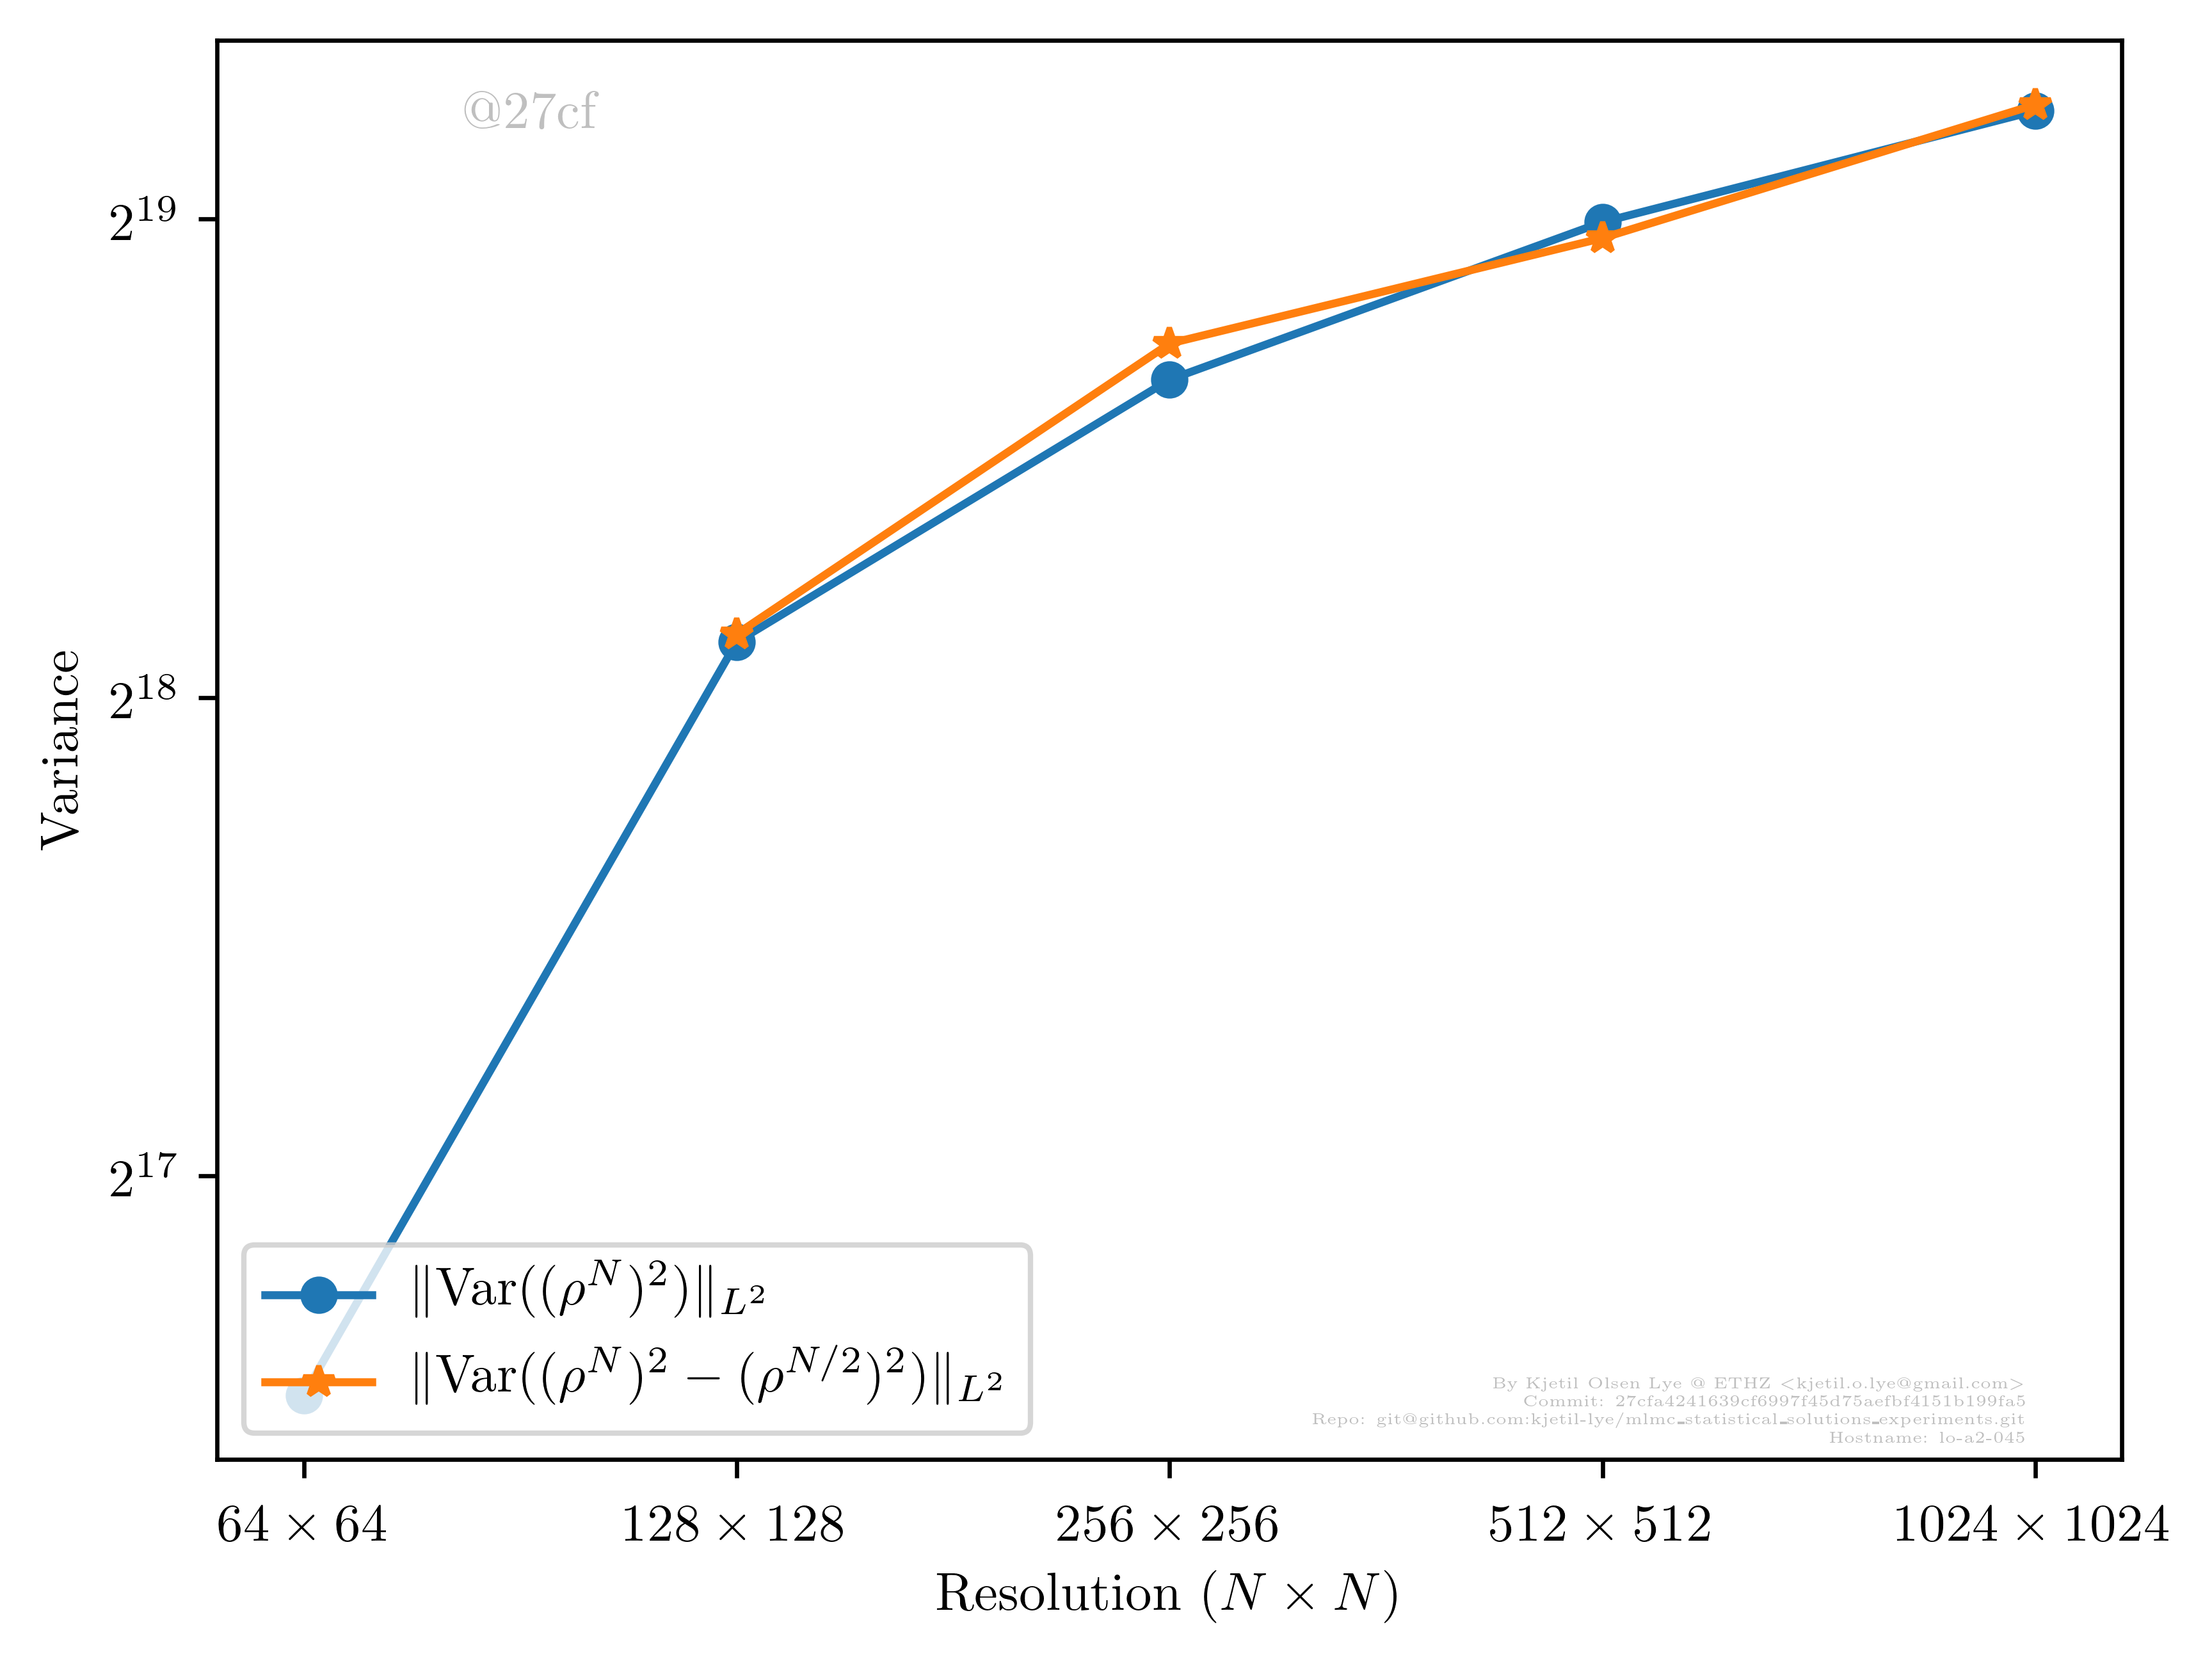 @27cf
2^19
2^18
2^17
Variance
‖Var((ρ^N)^2)‖_{L^2}
‖Var((ρ^N)^2 − (ρ^{N/2})^2)‖_{L^2}
By Kjetil Olsen Lye @ ETHZ <kjetil.o.lye@gmail.com>
Commit: 27cfa4241639cf6997f45d75aefbf4151b199fa5
Repo: git@github.com:kjetil-lye/mlmc_statistical_solutions_experiments.git
Hostname: lo-a2-045
64 × 64 128 × 128 256 × 256 512 × 512 1024 × 1024
Resolution (N × N)